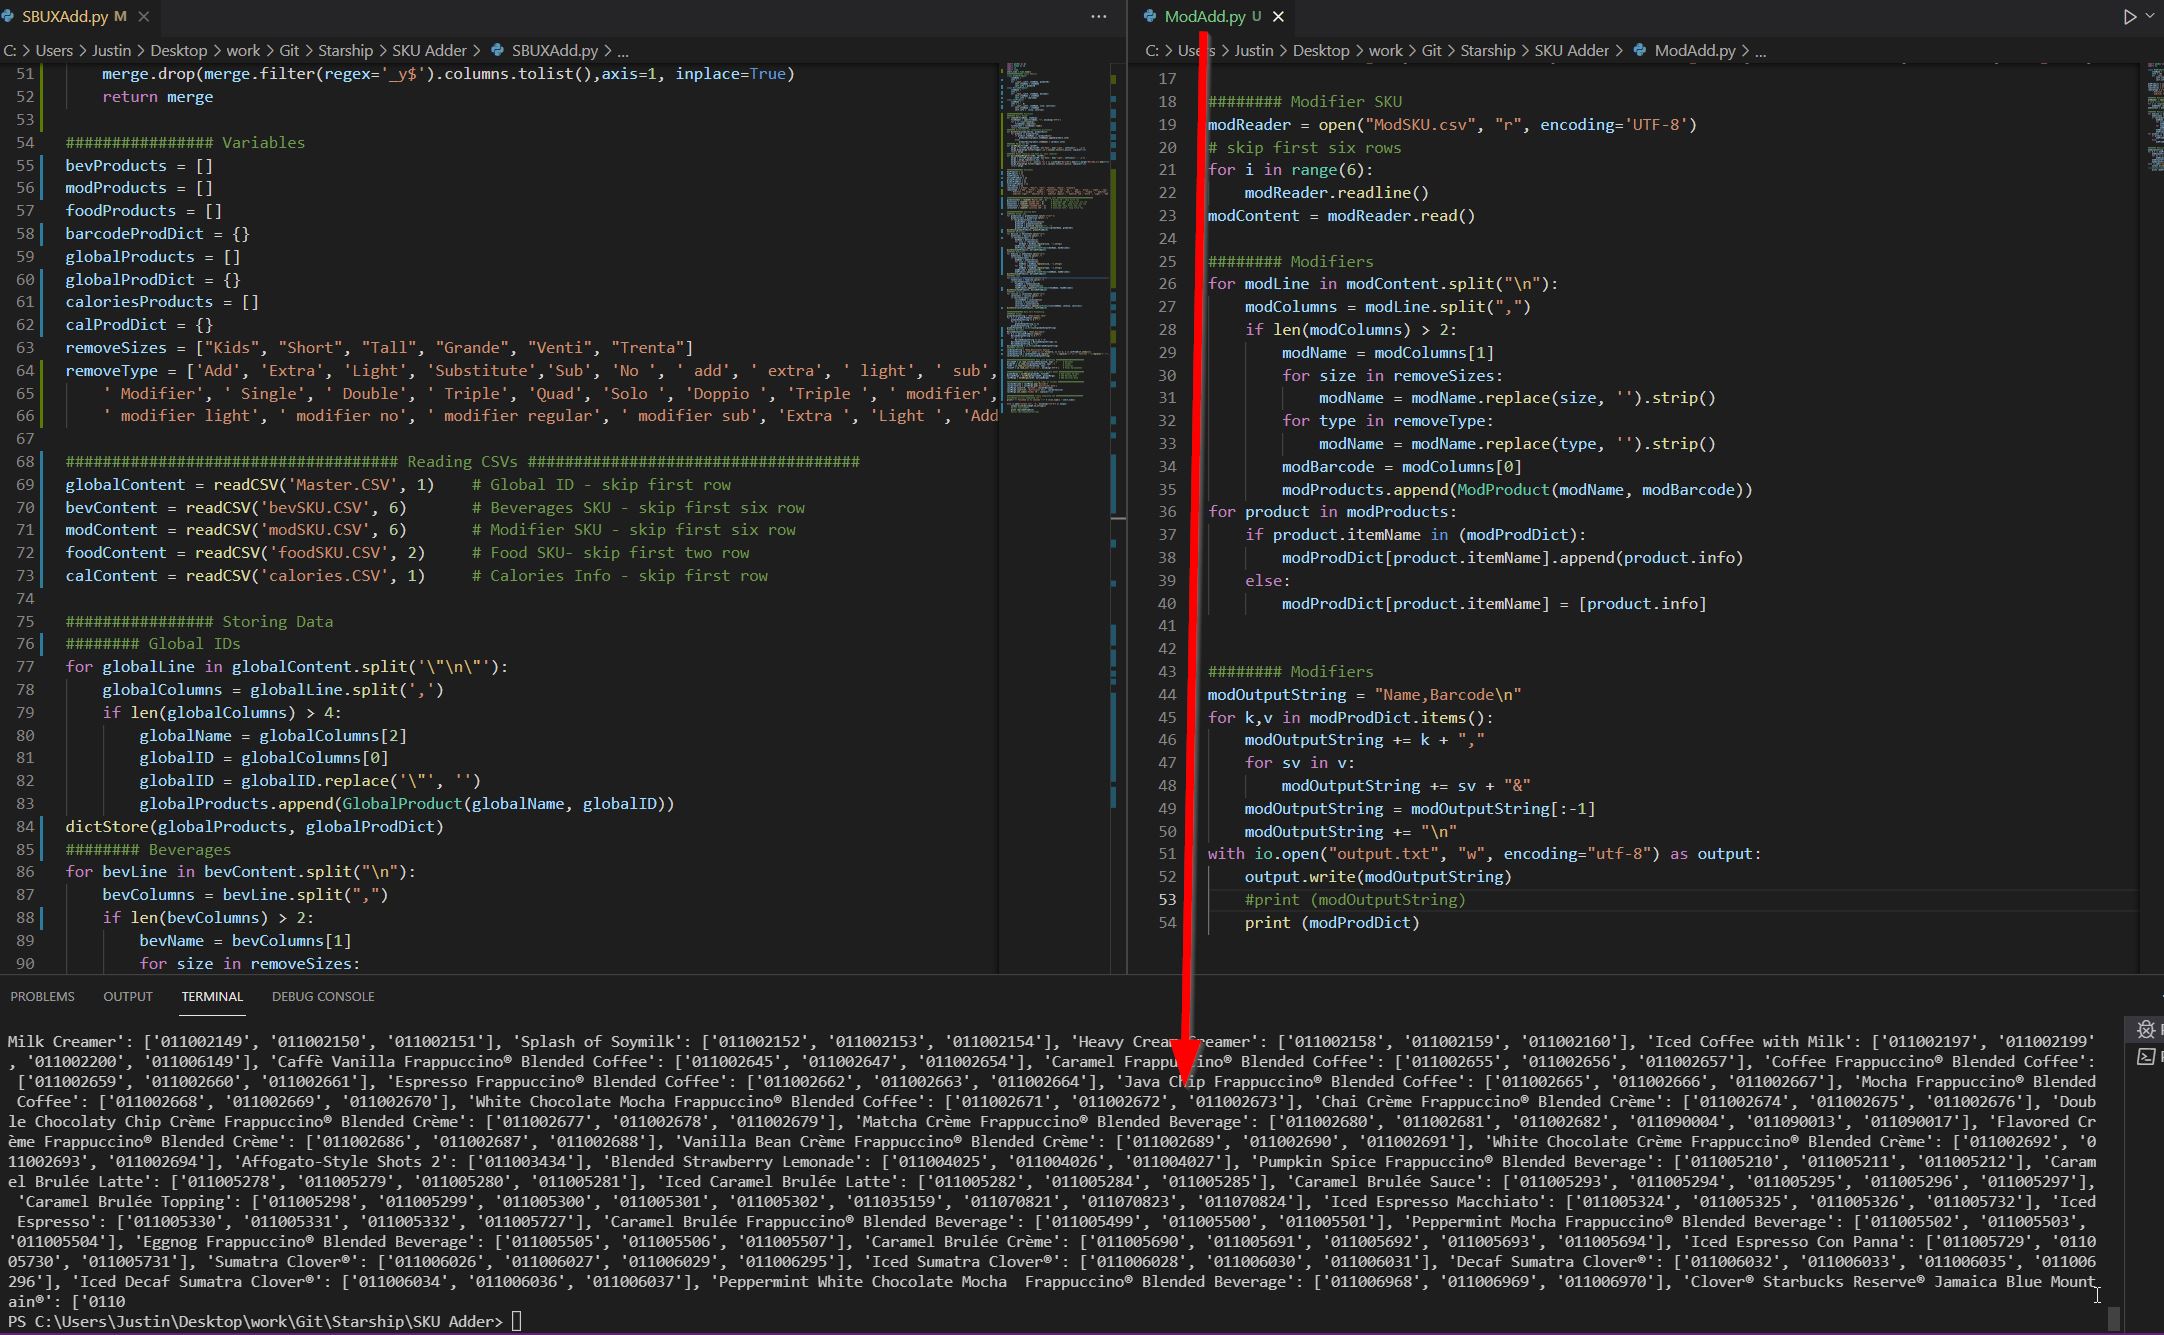 SBUXAdd.py M
C: > Users > Justin > Desktop > work > Git > Starship > SKU Adder > SBUXAdd.py > ...
51 merge.drop(merge.filter(regex='_y$').columns.tolist(),axis=1, inplace=True)
52 return merge
53
54 ################ Variables
55 bevProducts = []
56 modProducts = []
57 foodProducts = []
58 barcodeProdDict = {}
59 globalProducts = []
60 globalProdDict = {}
61 caloriesProducts = []
62 calProdDict = {}
63 removeSizes = ["Kids", "Short", "Tall", "Grande", "Venti", "Trenta"]
64 removeType = ['Add', 'Extra', 'Light', 'Substitute','Sub', 'No ', ' add', ' extra', ' light', ' sub',
65 ' Modifier', ' Single', ' Double', ' Triple', 'Quad', 'Solo ', 'Doppio ', 'Triple ', ' modifier',
66 ' modifier light', ' modifier no', ' modifier regular', ' modifier sub', 'Extra ', 'Light ', 'Add
67
68 #################################### Reading CSVs ####################################
69 globalContent = readCSV('Master.CSV', 1) # Global ID - skip first row
70 bevContent = readCSV('bevSKU.CSV', 6) # Beverages SKU - skip first six row
71 modContent = readCSV('modSKU.CSV', 6) # Modifier SKU - skip first six row
72 foodContent = readCSV('foodSKU.CSV', 2) # Food SKU- skip first two row
73 calContent = readCSV('calories.CSV', 1) # Calories Info - skip first row
74
75 ################ Storing Data
76 ######## Global IDs
77 for globalLine in globalContent.split('\"\n\"'):
78 globalColumns = globalLine.split(',')
79 if len(globalColumns) > 4:
80 globalName = globalColumns[2]
81 globalID = globalColumns[0]
82 globalID = globalID.replace('\"', '')
83 globalProducts.append(GlobalProduct(globalName, globalID))
84 dictStore(globalProducts, globalProdDict)
85 ######## Beverages
86 for bevLine in bevContent.split("\n"):
87 bevColumns = bevLine.split(",")
88 if len(bevColumns) > 2:
89 bevName = bevColumns[1]
90 for size in removeSizes:
ModAdd.py U
C: > Users > Justin > Desktop > work > Git > Starship > SKU Adder > ModAdd.py > ...
17
18 ######## Modifier SKU
19 modReader = open("ModSKU.csv", "r", encoding='UTF-8')
20 # skip first six rows
21 for i in range(6):
22 modReader.readline()
23 modContent = modReader.read()
24
25 ######## Modifiers
26 for modLine in modContent.split("\n"):
27 modColumns = modLine.split(",")
28 if len(modColumns) > 2:
29 modName = modColumns[1]
30 for size in removeSizes:
31 modName = modName.replace(size, '').strip()
32 for type in removeType:
33 modName = modName.replace(type, '').strip()
34 modBarcode = modColumns[0]
35 modProducts.append(ModProduct(modName, modBarcode))
36 for product in modProducts:
37 if product.itemName in (modProdDict):
38 modProdDict[product.itemName].append(product.info)
39 else:
40 modProdDict[product.itemName] = [product.info]
41
42
43 ######## Modifiers
44 modOutputString = "Name,Barcode\n"
45 for k,v in modProdDict.items():
46 modOutputString += k + ","
47 for sv in v:
48 modOutputString += sv + "&"
49 modOutputString = modOutputString[:-1]
50 modOutputString += "\n"
51 with io.open("output.txt", "w", encoding="utf-8") as output:
52 output.write(modOutputString)
53 #print (modOutputString)
54 print (modProdDict)
PROBLEMS OUTPUT TERMINAL DEBUG CONSOLE
Milk Creamer': ['011002149', '011002150', '011002151'], 'Splash of Soymilk': ['011002152', '011002153', '011002154'], 'Heavy Cream Creamer': ['011002158', '011002159', '011002160'], 'Iced Coffee with Milk': ['011002197', '011002199'
, '011002200', '011006149'], 'Caffè Vanilla Frappuccino® Blended Coffee': ['011002645', '011002647', '011002654'], 'Caramel Frappuccino® Blended Coffee': ['011002655', '011002656', '011002657'], 'Coffee Frappuccino® Blended Coffee':
['011002659', '011002660', '011002661'], 'Espresso Frappuccino® Blended Coffee': ['011002662', '011002663', '011002664'], 'Java Chip Frappuccino® Blended Coffee': ['011002665', '011002666', '011002667'], 'Mocha Frappuccino® Blended
Coffee': ['011002668', '011002669', '011002670'], 'White Chocolate Mocha Frappuccino® Blended Coffee': ['011002671', '011002672', '011002673'], 'Chai Crème Frappuccino® Blended Crème': ['011002674', '011002675', '011002676'], 'Doub
le Chocolaty Chip Crème Frappuccino® Blended Crème': ['011002677', '011002678', '011002679'], 'Matcha Crème Frappuccino® Blended Beverage': ['011002680', '011002681', '011002682', '011090004', '011090013', '011090017'], 'Flavored Cr
ème Frappuccino® Blended Crème': ['011002686', '011002687', '011002688'], 'Vanilla Bean Crème Frappuccino® Blended Crème': ['011002689', '011002690', '011002691'], 'White Chocolate Crème Frappuccino® Blended Crème': ['011002692', '0
11002693', '011002694'], 'Affogato-Style Shots 2': ['011003434'], 'Blended Strawberry Lemonade': ['011004025', '011004026', '011004027'], 'Pumpkin Spice Frappuccino® Blended Beverage': ['011005210', '011005211', '011005212'], 'Caram
el Brulée Latte': ['011005278', '011005279', '011005280', '011005281'], 'Iced Caramel Brulée Latte': ['011005282', '011005284', '011005285'], 'Caramel Brulée Sauce': ['011005293', '011005294', '011005295', '011005296', '011005297'],
'Caramel Brulée Topping': ['011005298', '011005299', '011005300', '011005301', '011005302', '011035159', '011070821', '011070823', '011070824'], 'Iced Espresso Macchiato': ['011005324', '011005325', '011005326', '011005732'], 'Iced
Espresso': ['011005330', '011005331', '011005332', '011005727'], 'Caramel Brulée Frappuccino® Blended Beverage': ['011005499', '011005500', '011005501'], 'Peppermint Mocha Frappuccino® Blended Beverage': ['011005502', '011005503',
'011005504'], 'Eggnog Frappuccino® Blended Beverage': ['011005505', '011005506', '011005507'], 'Caramel Brulée Crème': ['011005690', '011005691', '011005692', '011005693', '011005694'], 'Iced Espresso Con Panna': ['011005729', '0110
05730', '011005731'], 'Sumatra Clover®': ['011006026', '011006027', '011006029', '011006295'], 'Iced Sumatra Clover®': ['011006028', '011006030', '011006031'], 'Decaf Sumatra Clover®': ['011006032', '011006033', '011006035', '011006
296'], 'Iced Decaf Sumatra Clover®': ['011006034', '011006036', '011006037'], 'Peppermint White Chocolate Mocha  Frappuccino® Blended Beverage': ['011006968', '011006969', '011006970'], 'Clover® Starbucks Reserve® Jamaica Blue Mount
ain®': ['0110
PS C:\Users\Justin\Desktop\work\Git\Starship\SKU Adder>